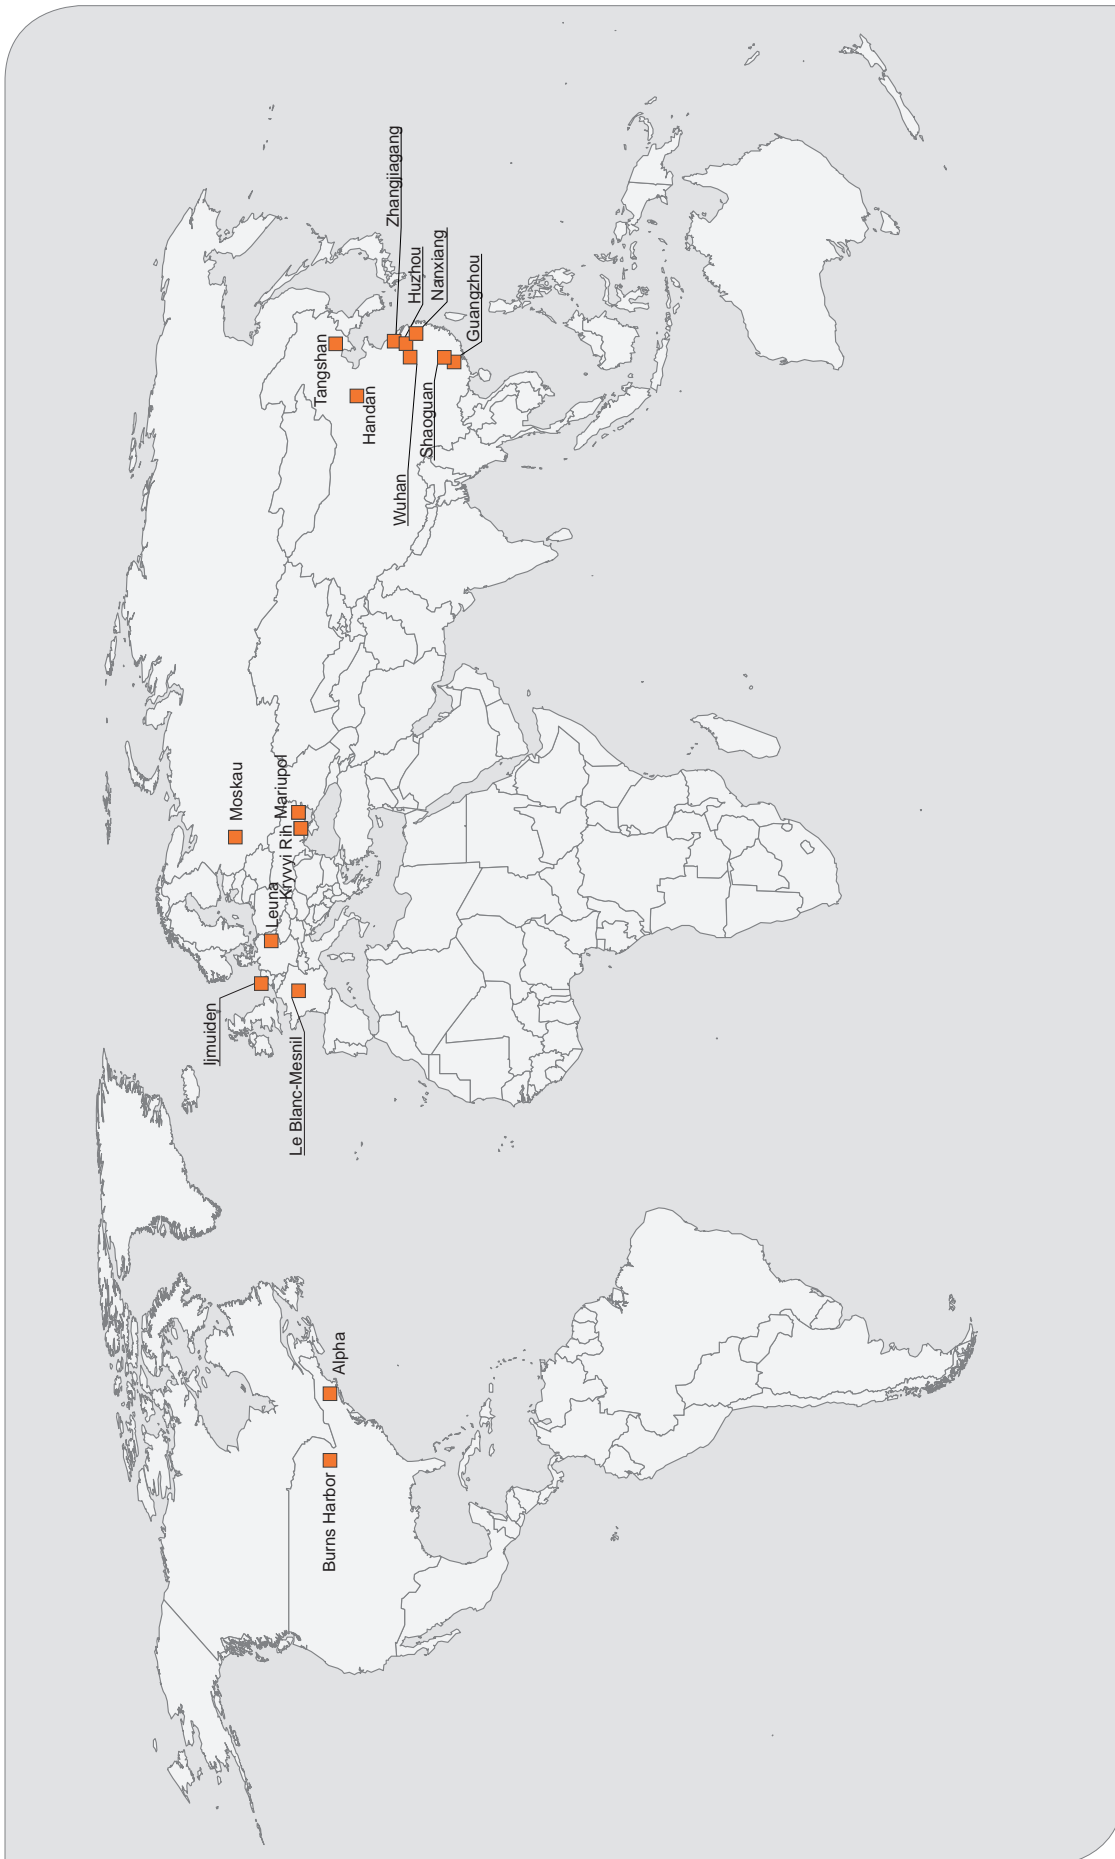 Burns Harbor
Alpha
Ijmuiden
Le Blanc-Mesnil
Leuna
Kryvyi Rih
Mariupol
Moskau
Tangshan
Handan
Wuhan
Shaoguan
Zhangjiagang
Huzhou
Nanxiang
Guangzhou